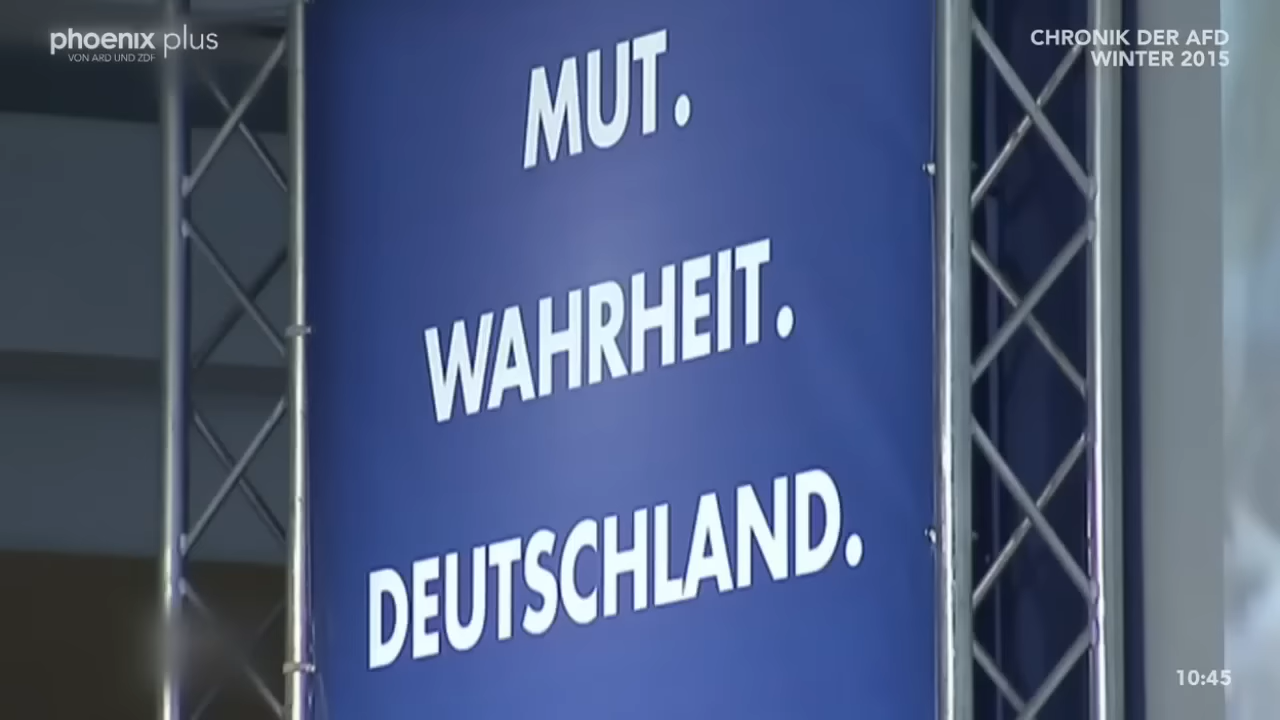 phoenix plus
VON ARD UND ZDF
CHRONIK DER AFD
WINTER 2015
MUT.
WAHRHEIT.
DEUTSCHLAND.
10:45